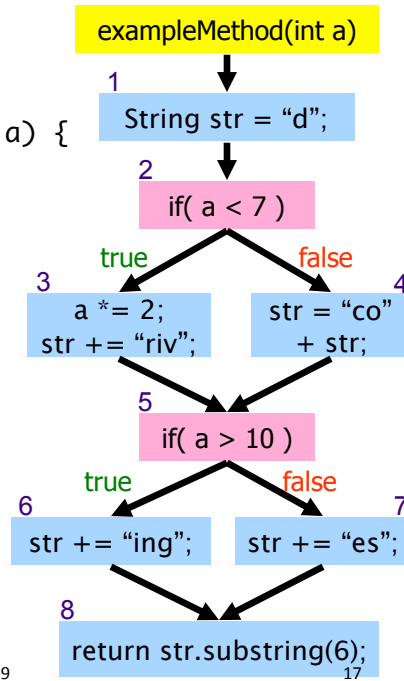 exampleMethod(int a)
1
a) {
String str = “d”;
2
if( a < 7 )
true false
3 4
a *= 2;
str += “riv”;
str = “co”
+ str;
5
if( a > 10 )
true false
6 7
str += “ing”; str += “es”;
8
return str.substring(6);
9 17